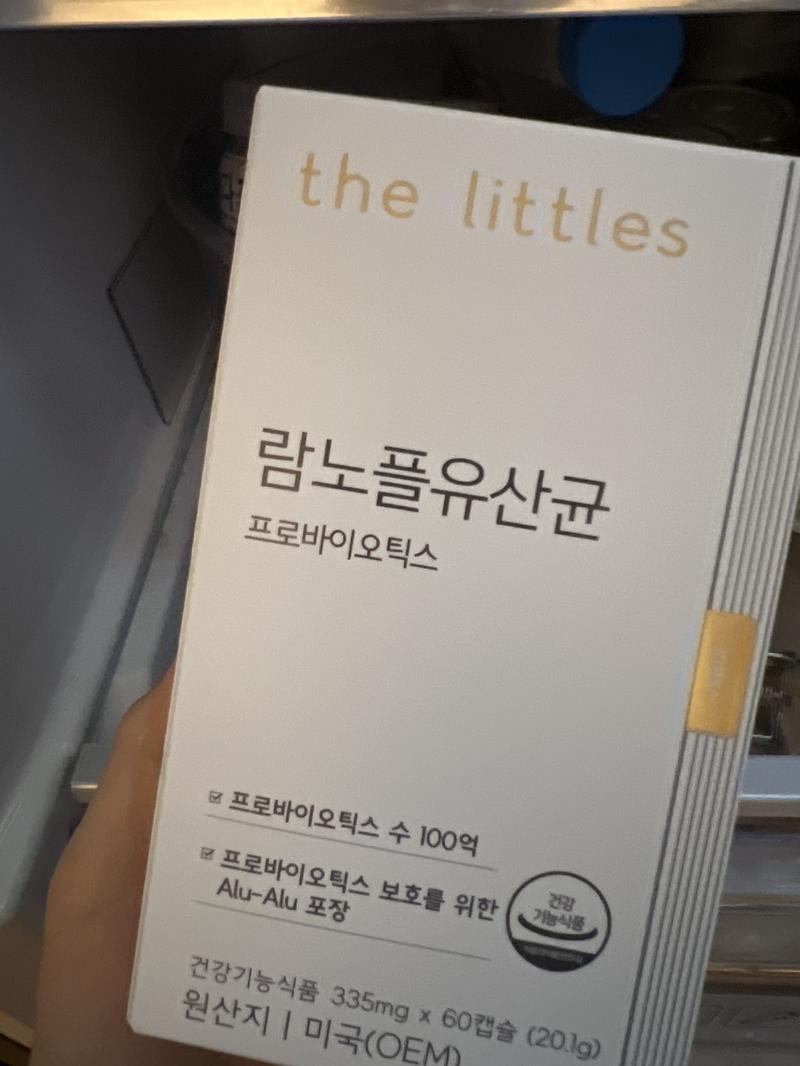 the littles
람노플유산균
프로바이오틱스
프로바이오틱스 수 100억
프로바이오틱스 보호를 위한
Alu-Alu 포장
건강
기능식품
건강기능식품 335mg x 60캡슐 (20.1g)
원산지 | 미국(OEM)